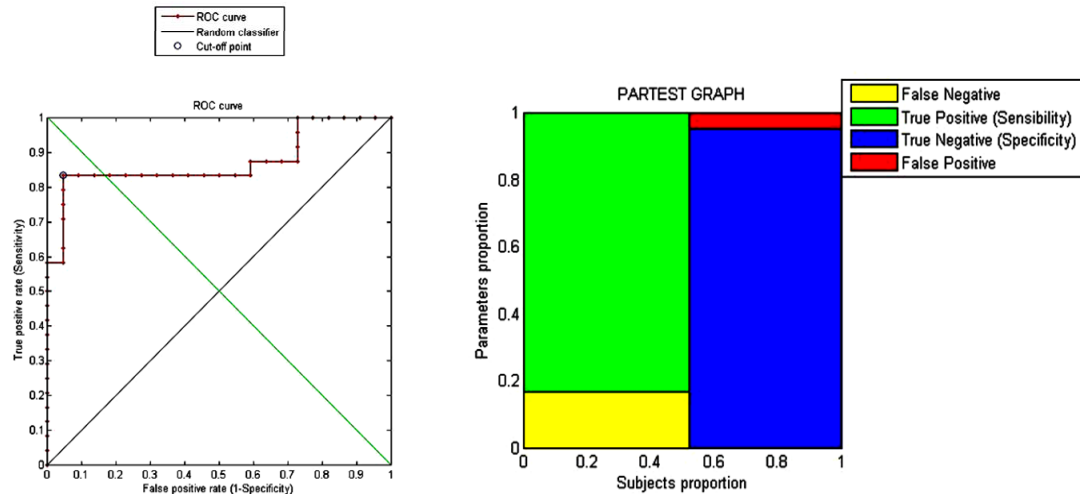 ROC curve
Random classifier
Cut-off point
ROC curve
1
0.9
0.8
0.7
0.6
0.5
0.4
0.3
0.2
0.1
0
True positive rate (Sensitivity)
0 0.1 0.2 0.3 0.4 0.5 0.6 0.7 0.8 0.9 1
False positive rate (1-Specificity)
PARTEST GRAPH
False Negative
True Positive (Sensibility)
True Negative (Specificity)
False Positive
1
0.8
0.6
0.4
0.2
0
Parameters proportion
0 0.2 0.4 0.6 0.8 1
Subjects proportion